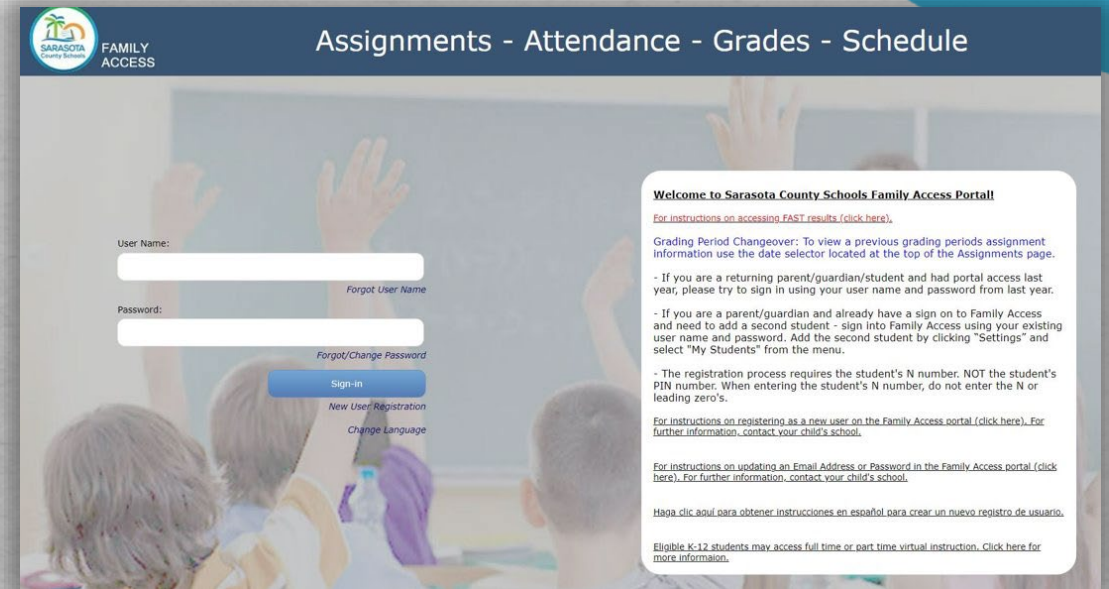 SARASOTA
County Schools
FAMILY
ACCESS
Assignments - Attendance - Grades - Schedule
User Name:
Forgot User Name
Password:
Forgot/Change Password
Sign-in
New User Registration
Change Language
Welcome to Sarasota County Schools Family Access Portal!
For instructions on accessing FAST results (click here).
Grading Period Changeover: To view a previous grading periods assignment
information use the date selector located at the top of the Assignments page.
- If you are a returning parent/guardian/student and had portal access last
year, please try to sign in using your user name and password from last year.
- If you are a parent/guardian and already have a sign on to Family Access
and need to add a second student - sign into Family Access using your existing
user name and password. Add the second student by clicking "Settings" and
select "My Students" from the menu.
- The registration process requires the student's N number. NOT the student's
PIN number. When entering the student's N number, do not enter the N or
leading zero's.
For instructions on registering as a new user on the Family Access portal (click here). For
further information, contact your child's school.
For instructions on updating an Email Address or Password in the Family Access portal (click
here). For further information, contact your child's school.
Haga clic aquí para obtener instrucciones en español para crear un nuevo registro de usuario.
Eligible K-12 students may access full time or part time virtual instruction. Click here for
more informaion.